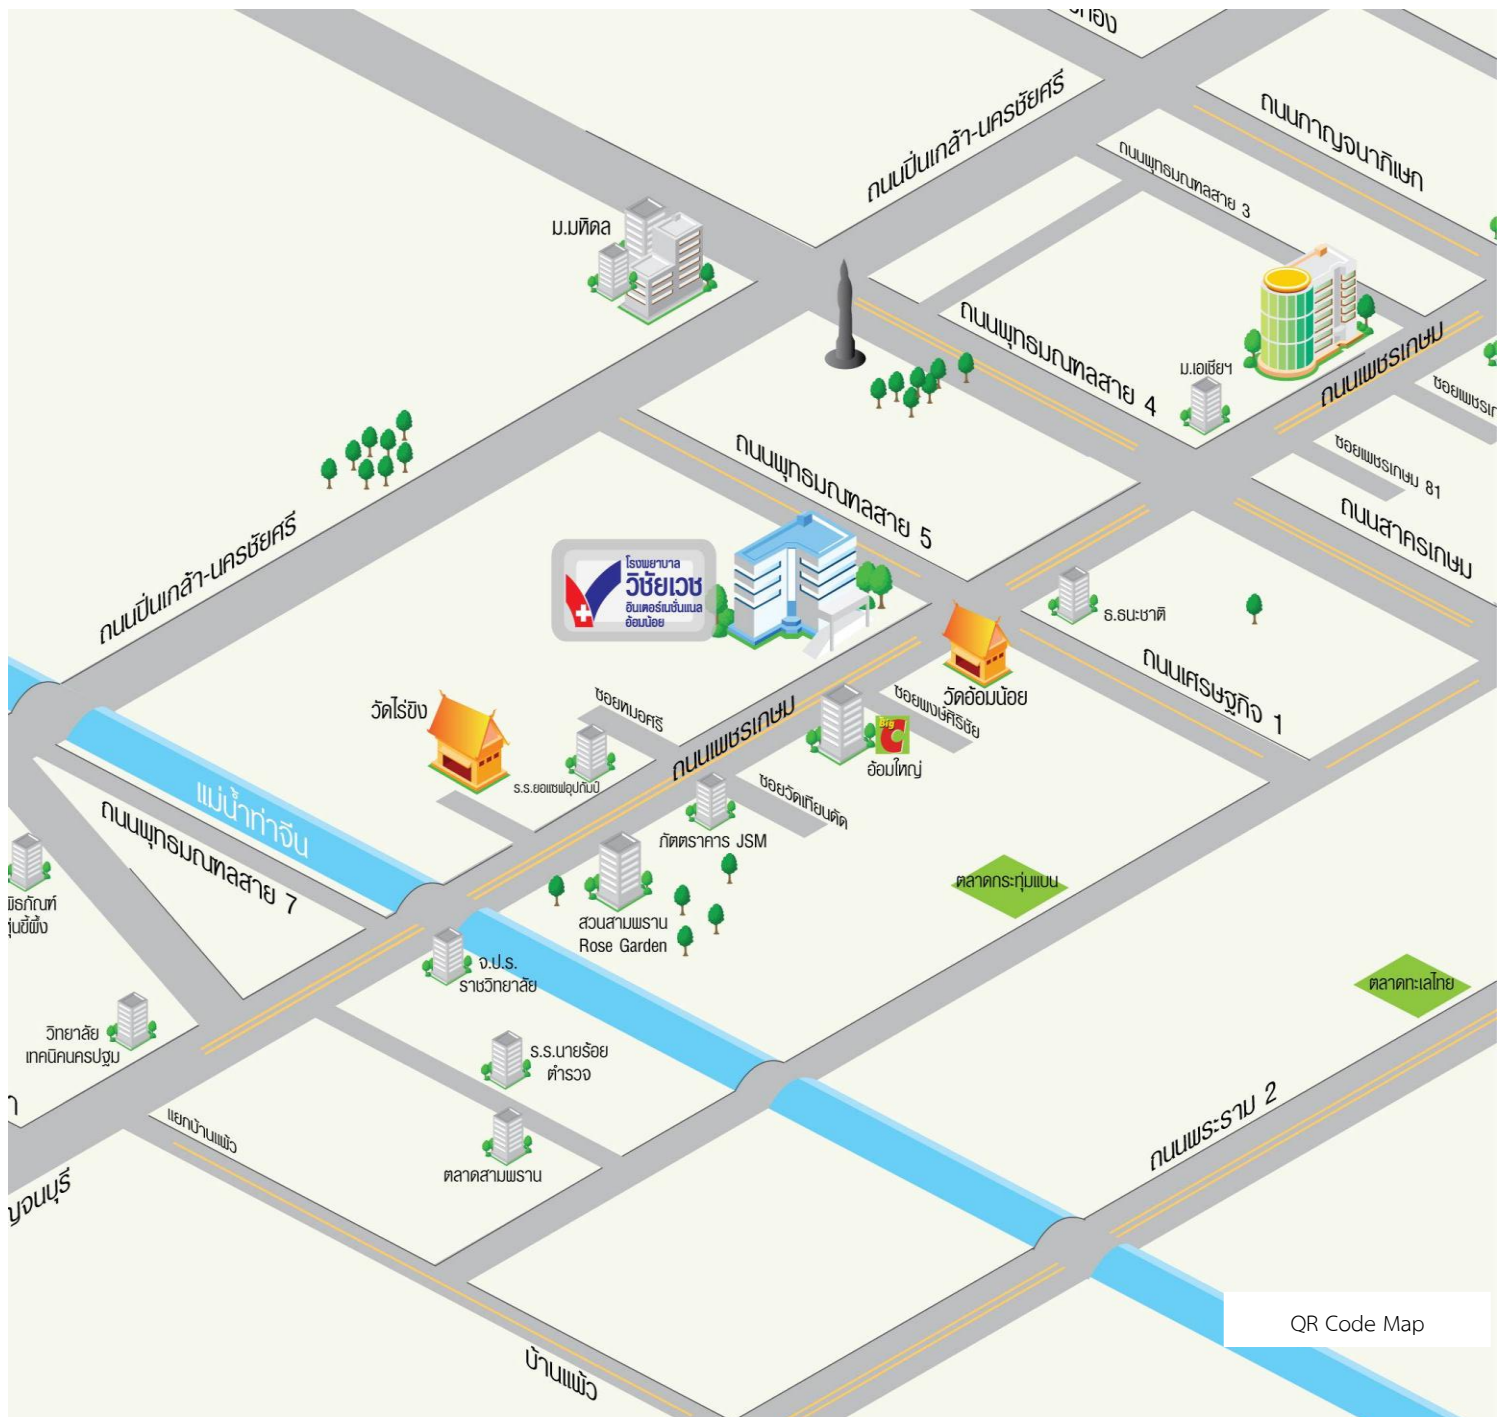 ถนนปิ่นเกล้า-นครชัยศรี
ถนนกาญจนาภิเษก
ถนนพุทธมณฑลสาย 3
ม.มหิดล
ถนนพุทธมณฑลสาย 4
ม.เอเชียฯ
ถนนเพชรเกษม
ซอยเพชรเกษม 81
ถนนสาครเกษม
ถนนพุทธมณฑลสาย 5
ถนนปิ่นเกล้า-นครชัยศรี
โรงพยาบาล
วิชัยเวช
อินเตอร์เนชั่นแนล
อ้อมน้อย
ธ.ธนะชาติ
ถนนเศรษฐกิจ 1
วัดอ้อมน้อย
ซอยพงษ์ศิริชัย
Big C
อ้อมใหญ่
วัดไร่ขิง
ซอยหมอศรี
ถนนเพชรเกษม
ร.ร.ยอแซฟอุปถัมป์
ซอยวัดเทียนดัด
ภัตตราคาร JSM
แม่น้ำท่าจีน
ถนนพุทธมณฑลสาย 7
สวนสามพราน
Rose Garden
ตลาดกระทุ่มแบน
จ.ป.ร.
ราชวิทยาลัย
ตลาดทะเลไทย
วิทยาลัย
เทคนิคนครปฐม
ร.ร.นายร้อย
ตำรวจ
แยกบ้านแพ้ว
ตลาดสามพราน
ถนนพระราม 2
บ้านแพ้ว
QR Code Map